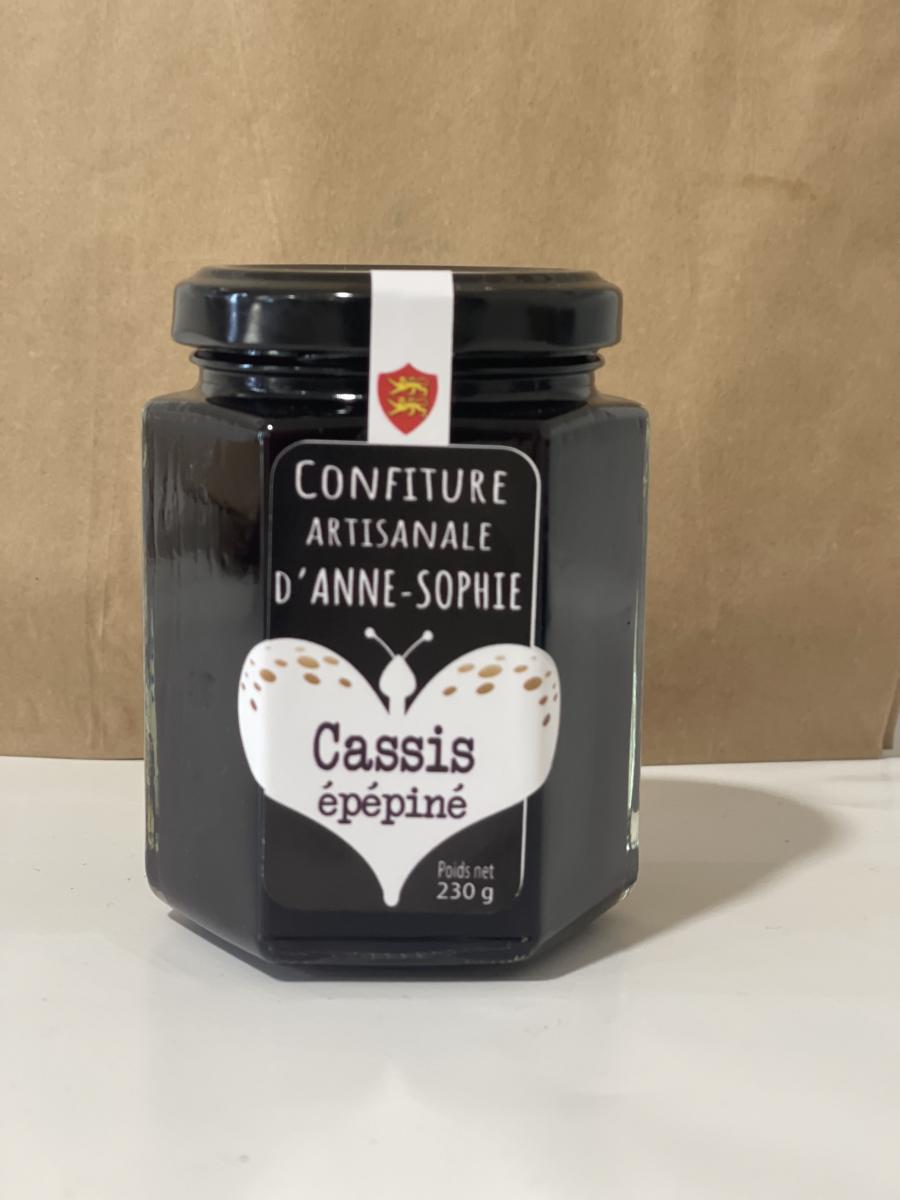 CONFITURE
ARTISANALE
D'ANNE-SOPHIE
Cassis
épépiné
Poids net
230 g